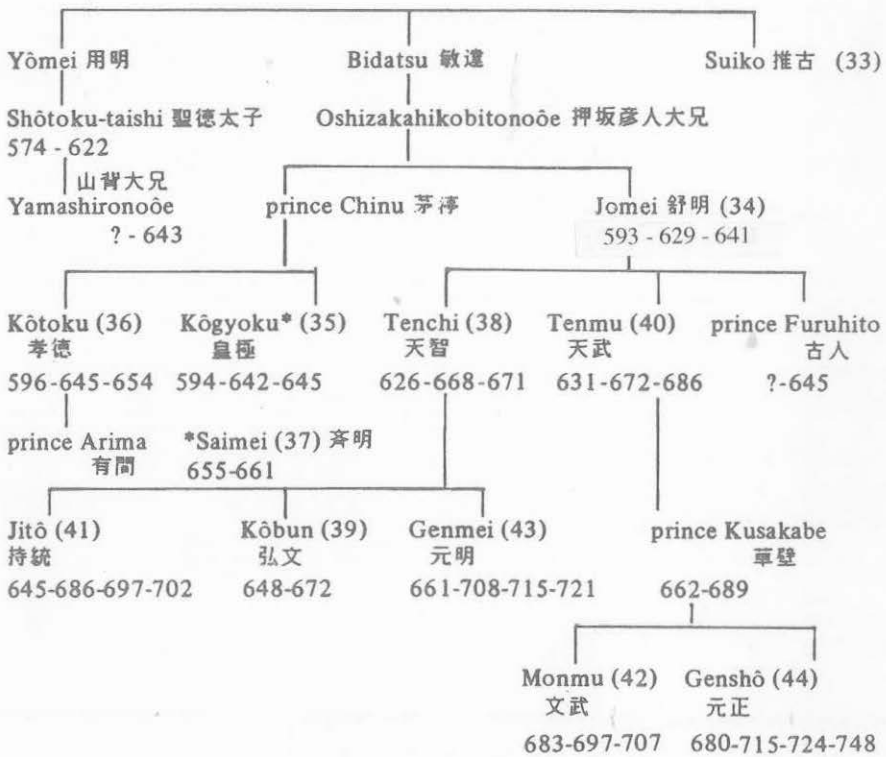 Yômei 用明 Bidatsu 敏達 Suiko 推古 (33)
Shôtoku-taishi 聖徳太子 Oshizakahikobitonoôe 押坂彦人大兄
574 - 622
山背大兄
Yamashironoôe prince Chinu 茅渟 Jomei 舒明 (34)
? - 643 593 - 629 - 641
Kôtoku (36) Kôgyoku* (35) Tenchi (38) Tenmu (40) prince Furuhito
孝徳 皇極 天智 天武 古人
596-645-654 594-642-645 626-668-671 631-672-686 ?-645
prince Arima *Saimei (37) 斉明
有間 655-661
Jitô (41) Kôbun (39) Genmei (43) prince Kusakabe
持統 弘文 元明 草壁
645-686-697-702 648-672 661-708-715-721 662-689
Monmu (42) Genshô (44)
文武 元正
683-697-707 680-715-724-748